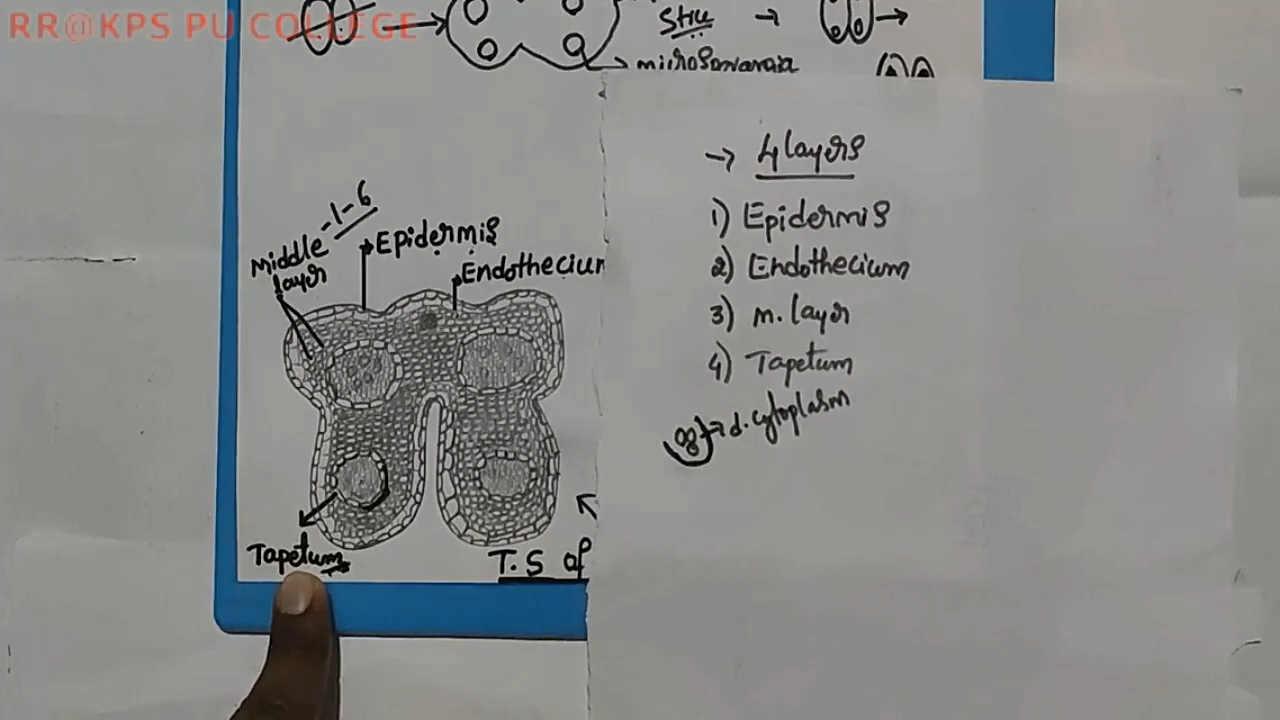 RR@KPS PU COLLEGE
microsporangia
→ 4 layers
1) Epidermis
2) Endothecium
3) m. layer
4) Tapetum
→ d. cytoplasm
Middle -1-6
layer
Epidermis
Endothecium
Tapetum
T.S of